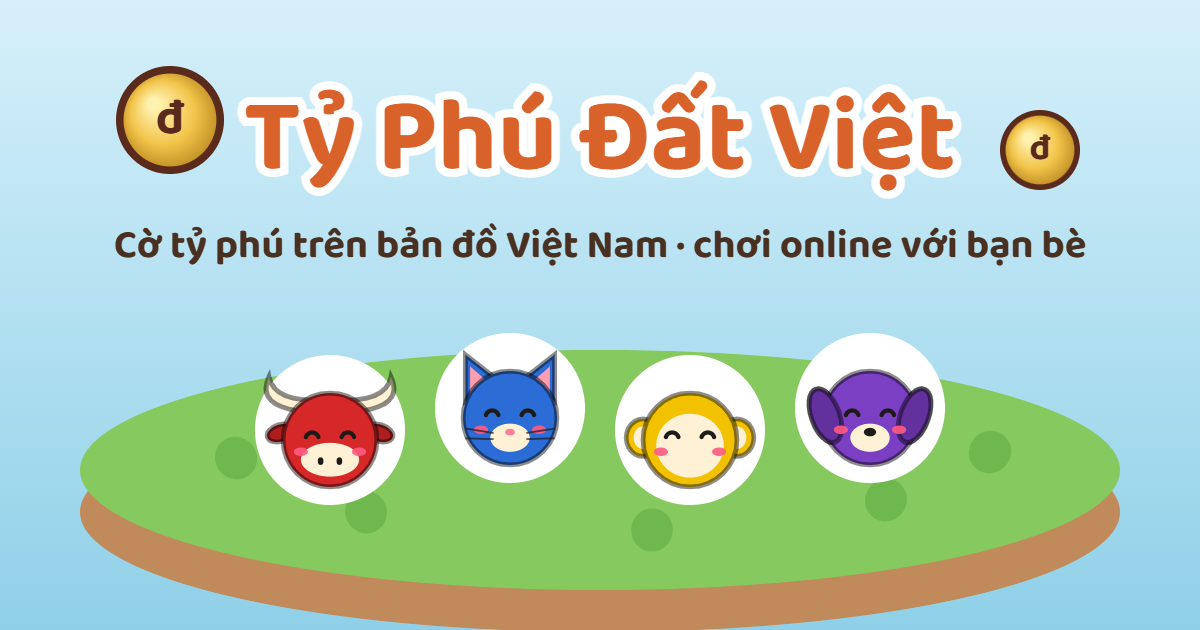 đ
Tỷ Phú Đất Việt
đ
Cờ tỷ phú trên bản đồ Việt Nam · chơi online với bạn bè